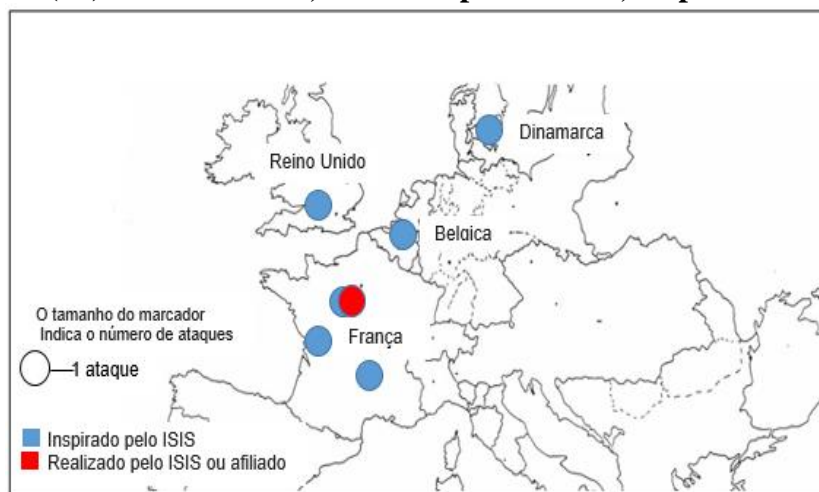 Dinamarca
Reino Unido
Belgica
O tamanho do marcador
Indica o número de ataques
França
1 ataque
Inspirado pelo ISIS
Realizado pelo ISIS ou afiliado